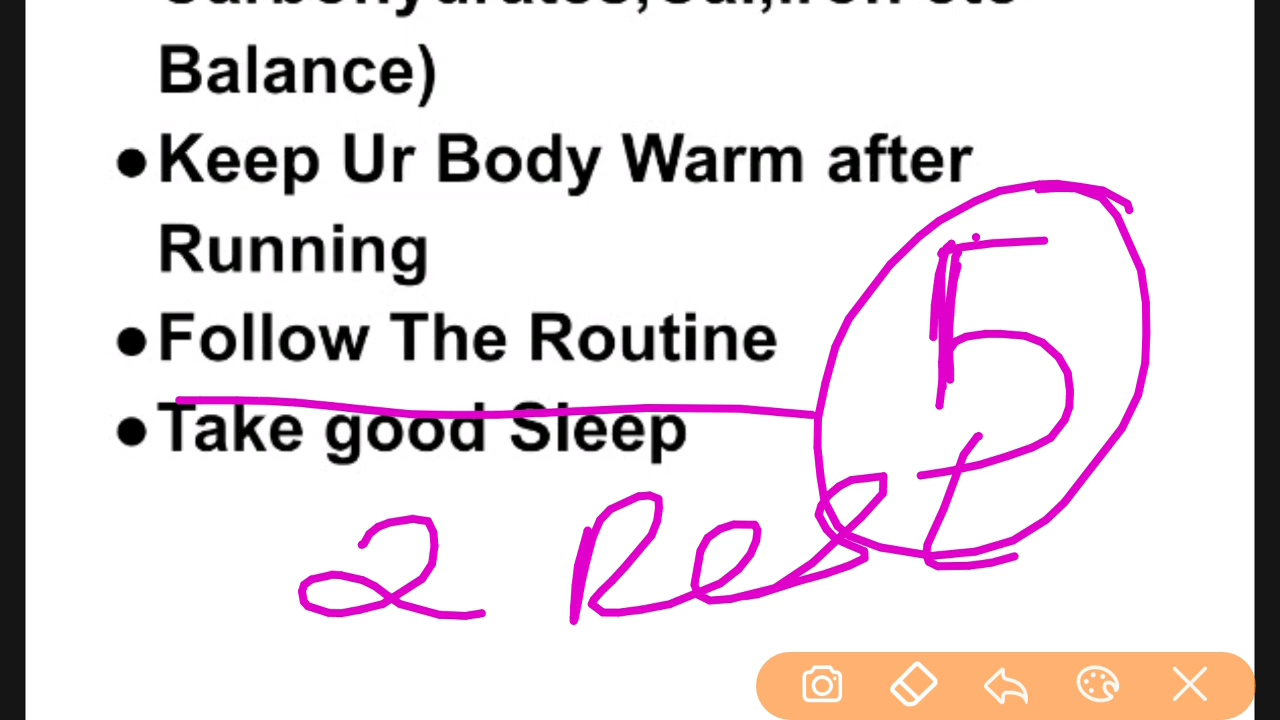 Balance)
●Keep Ur Body Warm after
Running
●Follow The Routine
●Take good Sleep
5
2 Rest